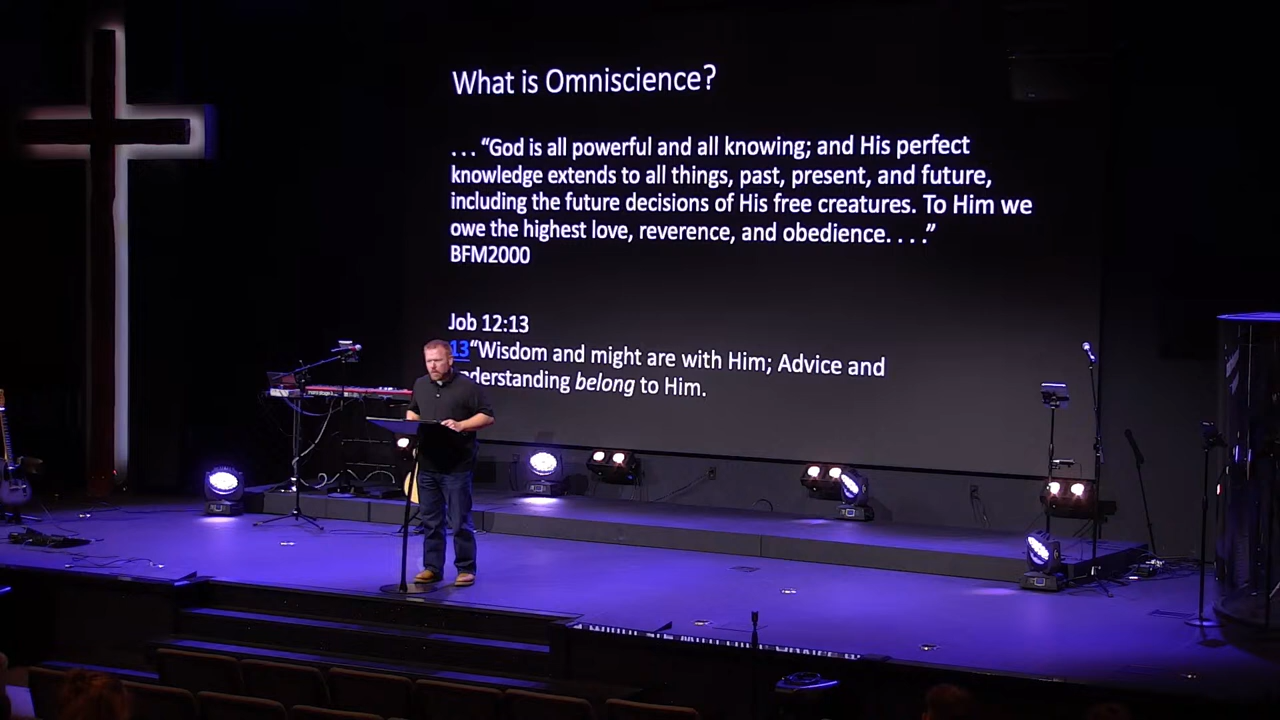 What is Omniscience?
. . . “God is all powerful and all knowing; and His perfect
knowledge extends to all things, past, present, and future,
including the future decisions of His free creatures. To Him we
owe the highest love, reverence, and obedience. . . .”
BFM2000
Job 12:13
13“Wisdom and might are with Him; Advice and
belong to Him.